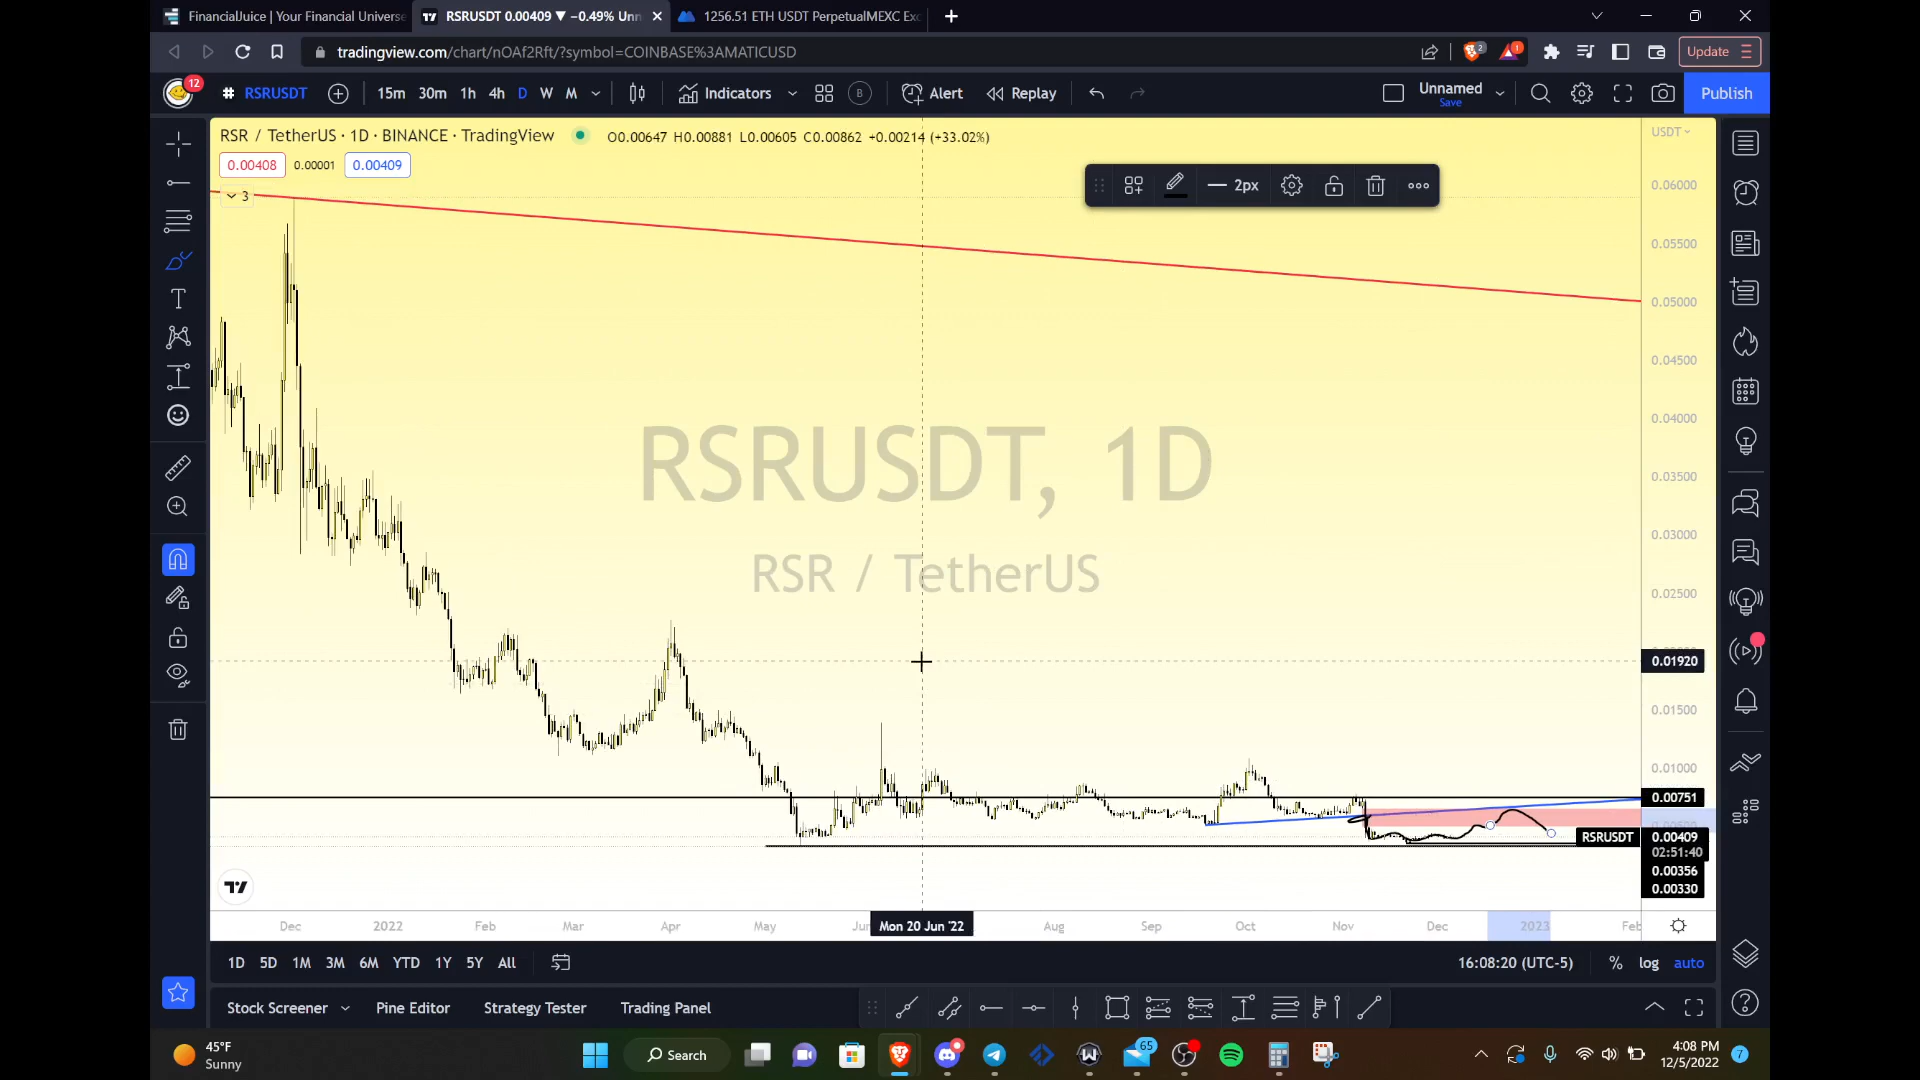 FinancialJuice | Your Financial Universe
RSRUSDT 0.00409 ▼ −0.49% Unn
1256.51 ETH USDT PerpetualMEXC Exc
tradingview.com/chart/nOAf2Rft/?symbol=COINBASE%3AMATICUSD
2
1
Update
12
RSRUSDT
15m 30m 1h 4h D W M
Indicators
B
Alert
Replay
Unnamed
Save
Publish
RSR / TetherUS · 1D · BINANCE · TradingView
O0.00647 H0.00881 L0.00605 C0.00862 +0.00214 (+33.02%)
USDT
0.00408 0.00001 0.00409
3
2px
0.06000
0.05500
0.05000
0.04500
0.04000
0.03500
0.03000
0.02500
0.01920
0.01500
0.01000
0.00751
RSRUSDT 0.00409
02:51:40
0.00356
0.00330
RSRUSDT, 1D
RSR / TetherUS
Dec 2022 Feb Mar Apr May Jun Mon 20 Jun '22 Aug Sep Oct Nov Dec 2023 Feb
1D 5D 1M 3M 6M YTD 1Y 5Y All
16:08:20 (UTC-5) % log auto
Stock Screener Pine Editor Strategy Tester Trading Panel
45°F
Sunny
Search
65
4:08 PM
12/5/2022
7